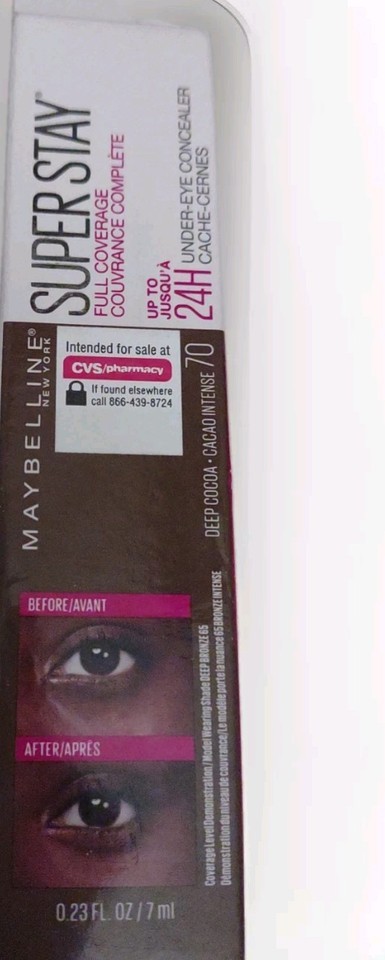 SUPER STAY®
FULL COVERAGE
COUVRANCE COMPLÈTE
UP TO
JUSQU'À
24H
UNDER-EYE CONCEALER
CACHE-CERNES
MAYBELLINE®
NEW YORK
Intended for sale at
CVS/pharmacy
If found elsewhere
call 866-439-8724
DEEP COCOA • CACAO INTENSE 70
BEFORE/AVANT
AFTER/APRÈS
Coverage Level Demonstration / Model Wearing Shade DEEP BRONZE 65
Démonstration du niveau de couvrance/Le modèle porte la nuance 65 BRONZE INTENSE
0.23 FL. OZ / 7 ml